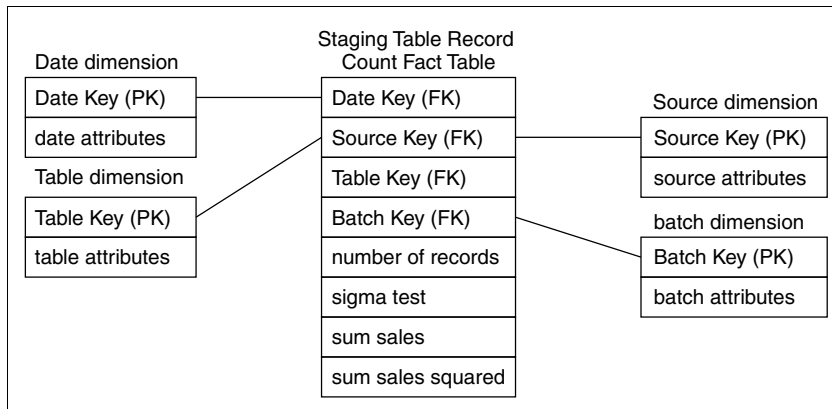 Date dimension
Date Key (PK)
date attributes
Table dimension
Table Key (PK)
table attributes
Staging Table Record
Count Fact Table
Date Key (FK)
Source Key (FK)
Table Key (FK)
Batch Key (FK)
number of records
sigma test
sum sales
sum sales squared
Source dimension
Source Key (PK)
source attributes
batch dimension
Batch Key (PK)
batch attributes